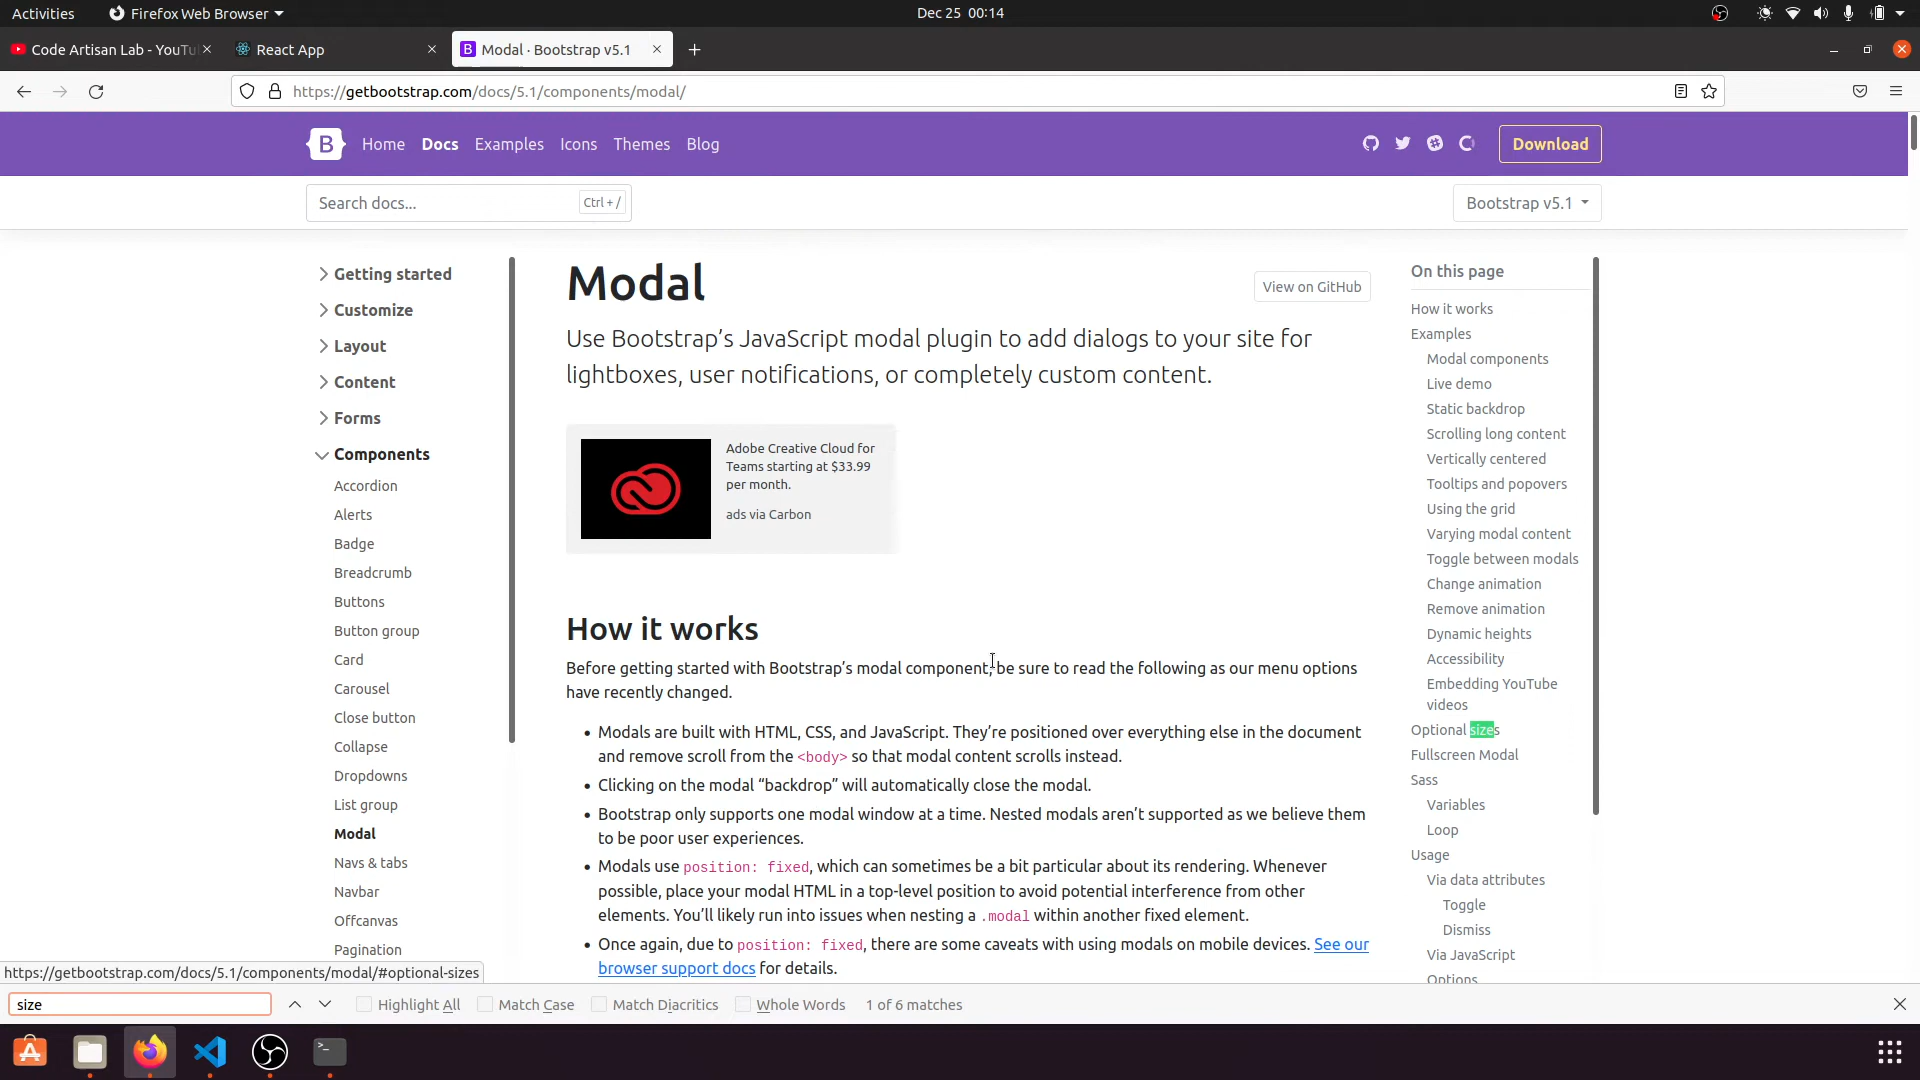 Activities
Firefox Web Browser
Dec 25 00:14
Code Artisan Lab - YouTu
React App
Modal · Bootstrap v5.1
https://getbootstrap.com/docs/5.1/components/modal/
B
Home
Docs
Examples
Icons
Themes
Blog
Download
Search docs...
Ctrl + /
Bootstrap v5.1
Getting started
Customize
Layout
Content
Forms
Components
Accordion
Alerts
Badge
Breadcrumb
Buttons
Button group
Card
Carousel
Close button
Collapse
Dropdowns
List group
Modal
Navs & tabs
Navbar
Offcanvas
Pagination
Modal
View on GitHub
Use Bootstrap’s JavaScript modal plugin to add dialogs to your site for
lightboxes, user notifications, or completely custom content.
Adobe Creative Cloud for
Teams starting at $33.99
per month.
ads via Carbon
How it works
Before getting started with Bootstrap’s modal component, be sure to read the following as our menu options
have recently changed.
• Modals are built with HTML, CSS, and JavaScript. They’re positioned over everything else in the document
and remove scroll from the <body> so that modal content scrolls instead.
• Clicking on the modal “backdrop” will automatically close the modal.
• Bootstrap only supports one modal window at a time. Nested modals aren’t supported as we believe them
to be poor user experiences.
• Modals use position: fixed, which can sometimes be a bit particular about its rendering. Whenever
possible, place your modal HTML in a top-level position to avoid potential interference from other
elements. You’ll likely run into issues when nesting a .modal within another fixed element.
• Once again, due to position: fixed, there are some caveats with using modals on mobile devices. See our
browser support docs for details.
On this page
How it works
Examples
Modal components
Live demo
Static backdrop
Scrolling long content
Vertically centered
Tooltips and popovers
Using the grid
Varying modal content
Toggle between modals
Change animation
Remove animation
Dynamic heights
Accessibility
Embedding YouTube
videos
Optional sizes
Fullscreen Modal
Sass
Variables
Loop
Usage
Via data attributes
Toggle
Dismiss
Via JavaScript
Options
https://getbootstrap.com/docs/5.1/components/modal/#optional-sizes
size
Highlight All
Match Case
Match Diacritics
Whole Words
1 of 6 matches